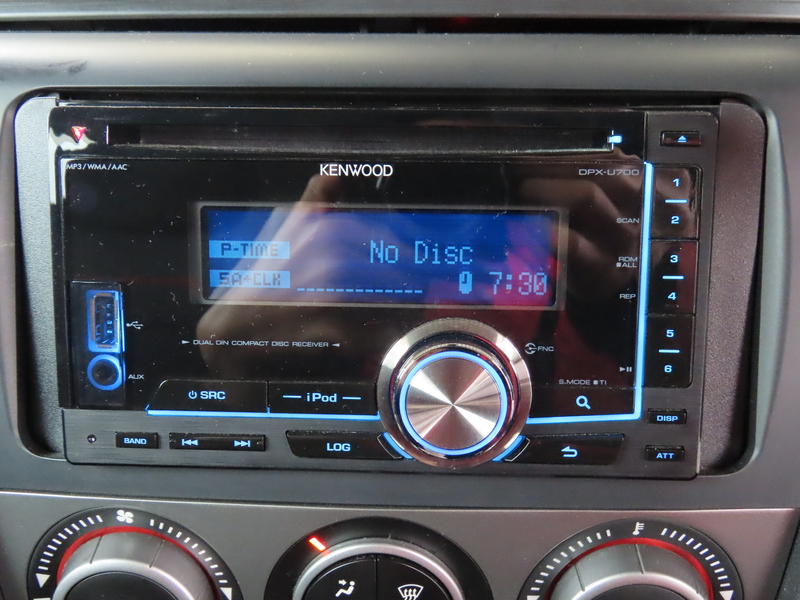 MP3/WMA/AAC
KENWOOD
DPX-U700
1
2
SCAN
P-TIME
No Disc
RDM
ALL
3
SA+CLK
7:30
REP
4
DUAL DIN COMPACT DISC RECEIVER
FNC
5
AUX
S.MODE TI
6
SRC
iPod
DISP
BAND
LOG
ATT